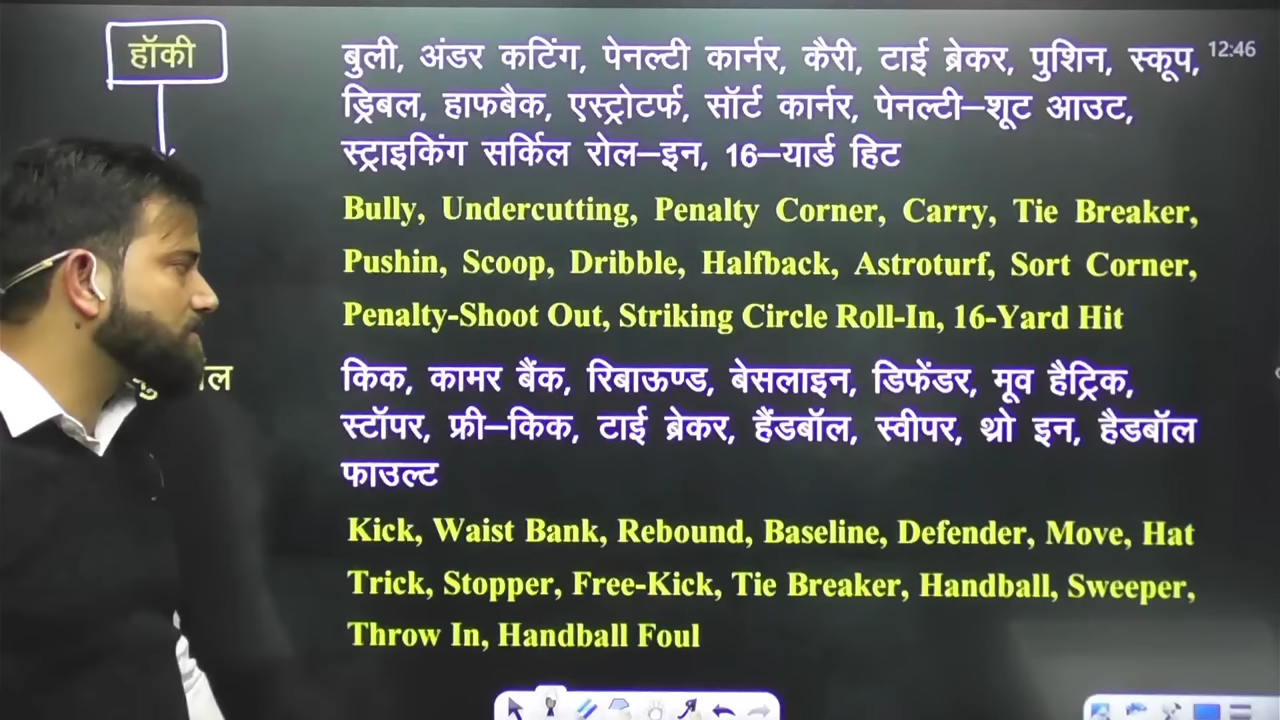 हॉकी
बुली, अंडर कटिंग, पेनल्टी कार्नर, कैरी, टाई ब्रेकर, पुशिन, स्कूप,
12:46
ड्रिबल, हाफबैक, एस्ट्रोटर्फ, सॉर्ट कार्नर, पेनल्टी–शूट आउट,
स्ट्राइकिंग सर्किल रोल–इन, 16–यार्ड हिट
Bully, Undercutting, Penalty Corner, Carry, Tie Breaker,
Pushin, Scoop, Dribble, Halfback, Astroturf, Sort Corner,
Penalty-Shoot Out, Striking Circle Roll-In, 16-Yard Hit
किक, कामर बैंक, रिबाऊण्ड, बेसलाइन, डिफेंडर, मूव हैट्रिक,
स्टॉपर, फ्री–किक, टाई ब्रेकर, हैंडबॉल, स्वीपर, थ्रो इन, हैडबॉल
फाउल्ट
Kick, Waist Bank, Rebound, Baseline, Defender, Move, Hat
Trick, Stopper, Free-Kick, Tie Breaker, Handball, Sweeper,
Throw In, Handball Foul